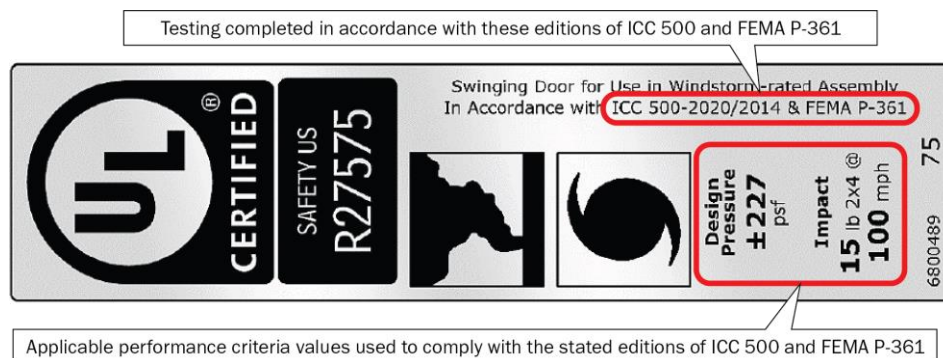 Testing completed in accordance with these editions of ICC 500 and FEMA P-361
UL
®
CERTIFIED
SAFETY US
R27575
Swinging Door for Use in Windstorm-rated Assembly
In Accordance with ICC 500-2020/2014 & FEMA P-361
Design
Pressure
±227
psf
Impact
15 lb 2x4 @
100 mph
6800489 75
Applicable performance criteria values used to comply with the stated editions of ICC 500 and FEMA P-361